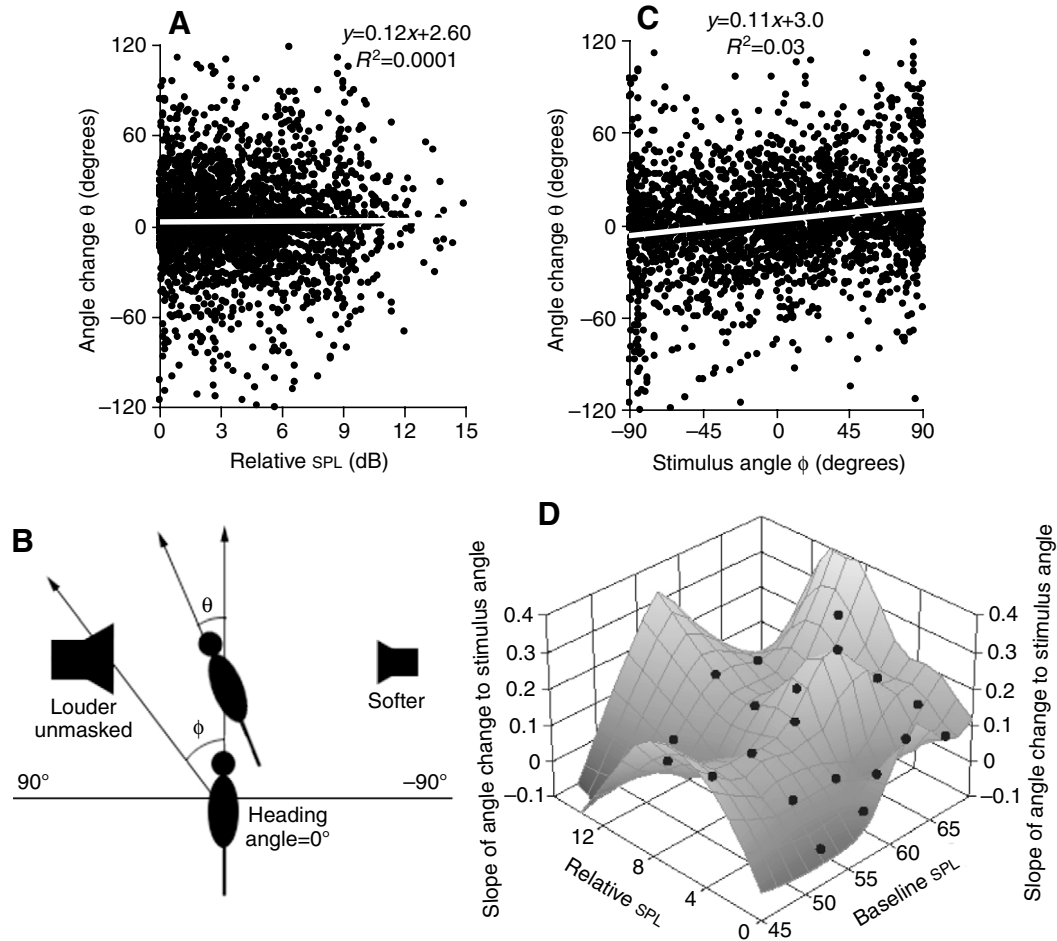 A
y=0.12x+2.60
R²=0.0001
120
60
0
−60
−120
Angle change θ (degrees)
0 3 6 9 12 15
Relative SPL (dB)
C
y=0.11x+3.0
R²=0.03
120
60
0
−60
−120
Angle change θ (degrees)
−90 −45 0 45 90
Stimulus angle ϕ (degrees)
B
θ
Louder
unmasked
Softer
ϕ
90°
−90°
Heading
angle=0°
D
Slope of angle change to stimulus angle
0.4
0.3
0.2
0.1
0
−0.1
0.4
0.3
0.2
0.1
0
−0.1
Slope of angle change to stimulus angle
12
8
4
0
Relative SPL
45
50
55
60
65
Baseline SPL